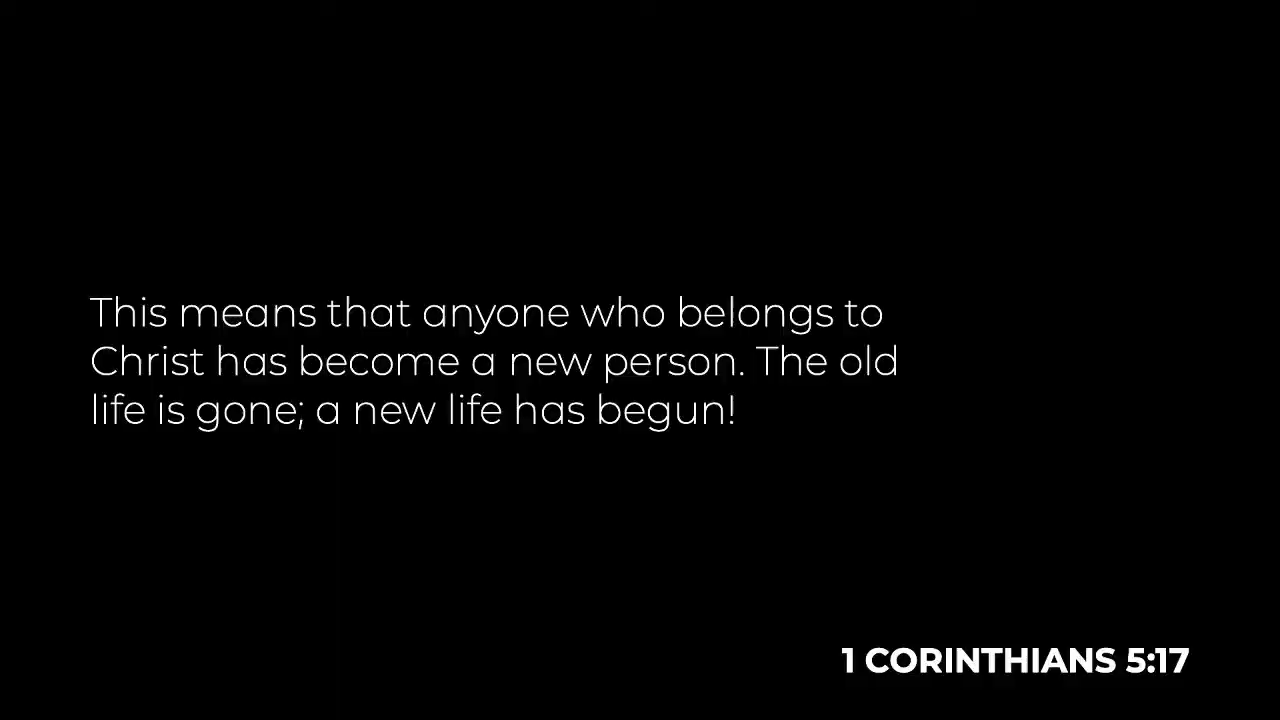 This means that anyone who belongs to
Christ has become a new person. The old
life is gone; a new life has begun!
1 CORINTHIANS 5:17